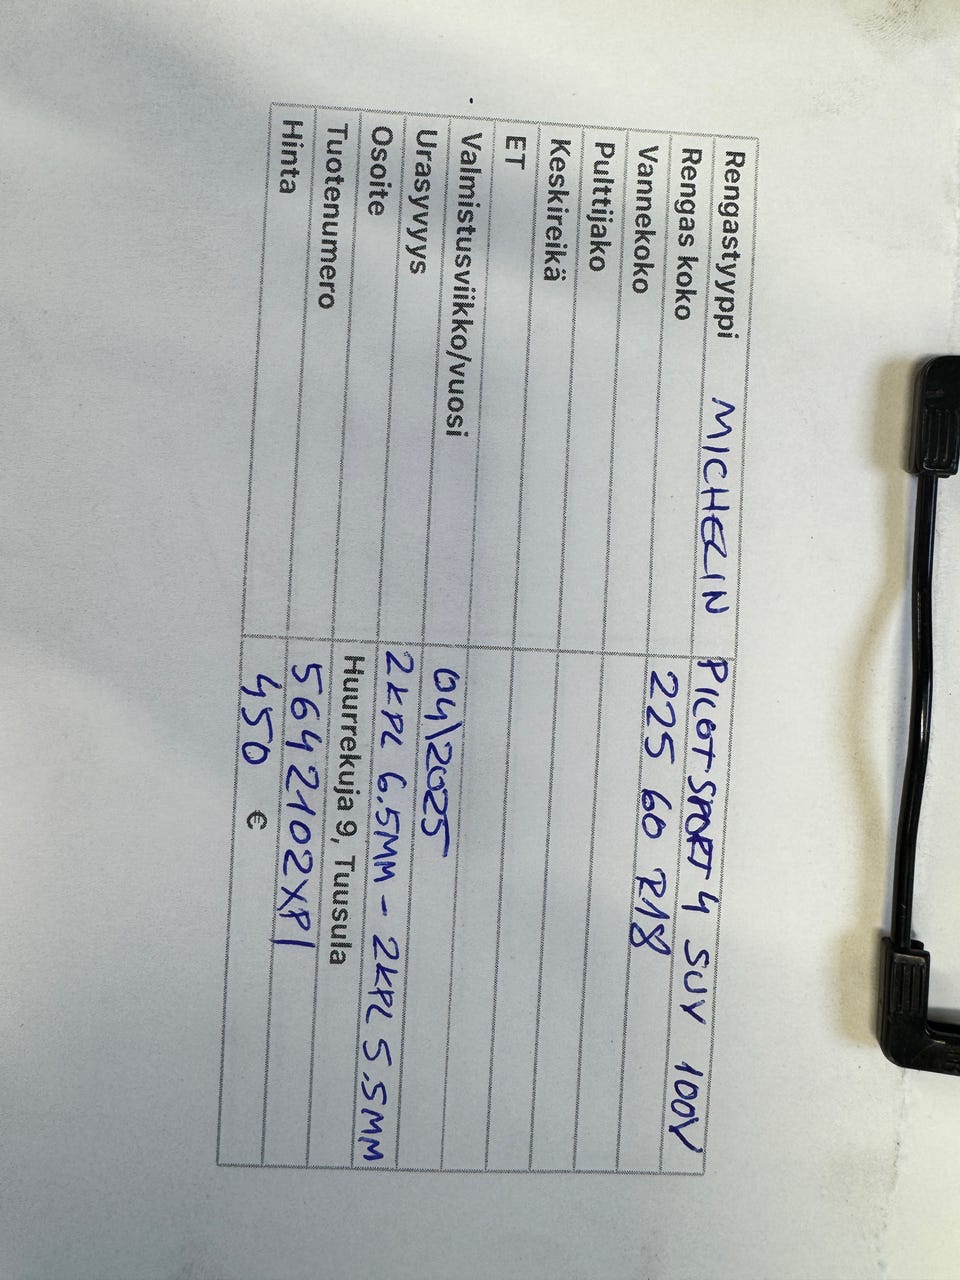 Rengastyyppi MICHELIN PILOT SPORT 4 SUV 100V
Rengas koko 225 60 R18
Vannekoko
Pulttijako
Keskireikä
ET
Valmistusviikko/vuosi 04\2025
Urasyvyys 2KPL 6.5MM - 2KPL 5.5MM
Osoite Huurrekuja 9, Tuusula
Tuotenumero 5642102XP1
Hinta 450 €